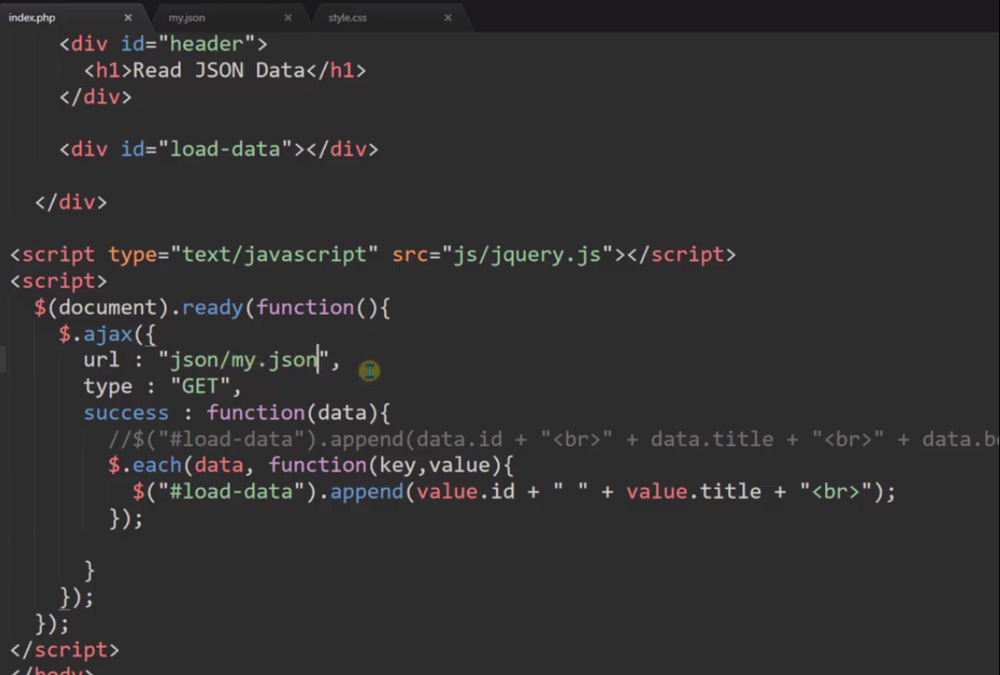 index.php × my.json × style.css ×
<div id="header">
<h1>Read JSON Data</h1>
</div>
<div id="load-data"></div>
</div>
<script type="text/javascript" src="js/jquery.js"></script>
<script>
$(document).ready(function(){
$.ajax({
url : "json/my.json",
type : "GET",
success : function(data){
//$("#load-data").append(data.id + "<br>" + data.title + "<br>" + data.b
$.each(data, function(key,value){
$("#load-data").append(value.id + " " + value.title + "<br>");
});
}
});
});
</script>
</body>